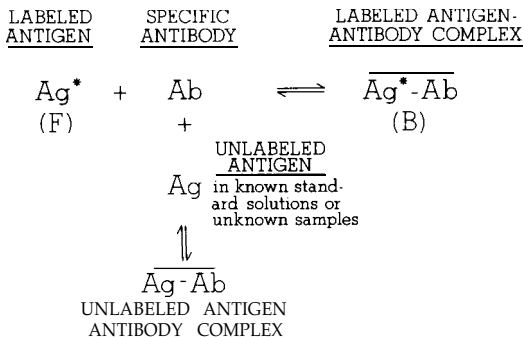 LABELED ANTIGEN
SPECIFIC ANTIBODY
LABELED ANTIGEN-
ANTIBODY COMPLEX
Ag* + Ab ⇌ Ag*-Ab
(F) + (B)
UNLABELED
ANTIGEN
Ag in known stand-
ard solutions or
unknown samples
⇌
Ag-Ab
UNLABELED ANTIGEN
ANTIBODY COMPLEX